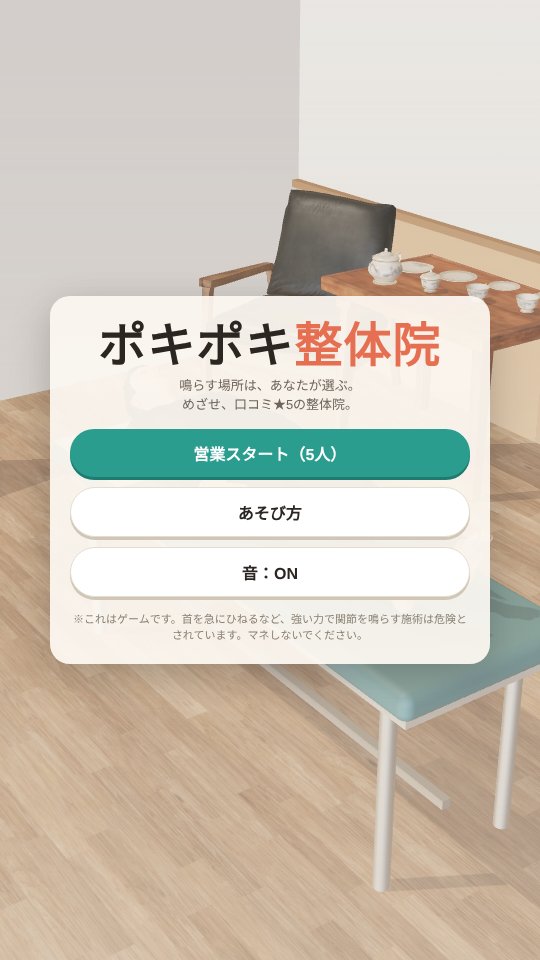 ポキポキ整体院
鳴らす場所は、あなたが選ぶ。
めざせ、口コミ★5の整体院。
営業スタート（5人）
あそび方
音：ON
※これはゲームです。首を急にひねるなど、強い力で関節を鳴らす施術は危険と
されています。マネしないでください。